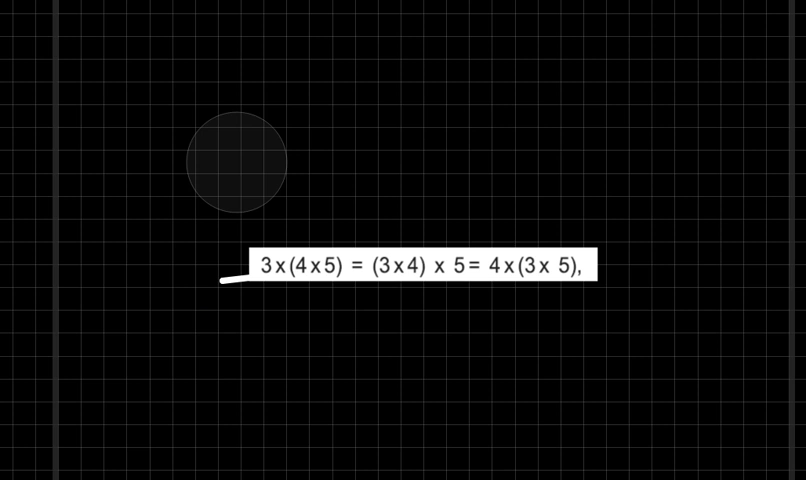 3x(4x5) = (3x4) x 5= 4x(3x 5),